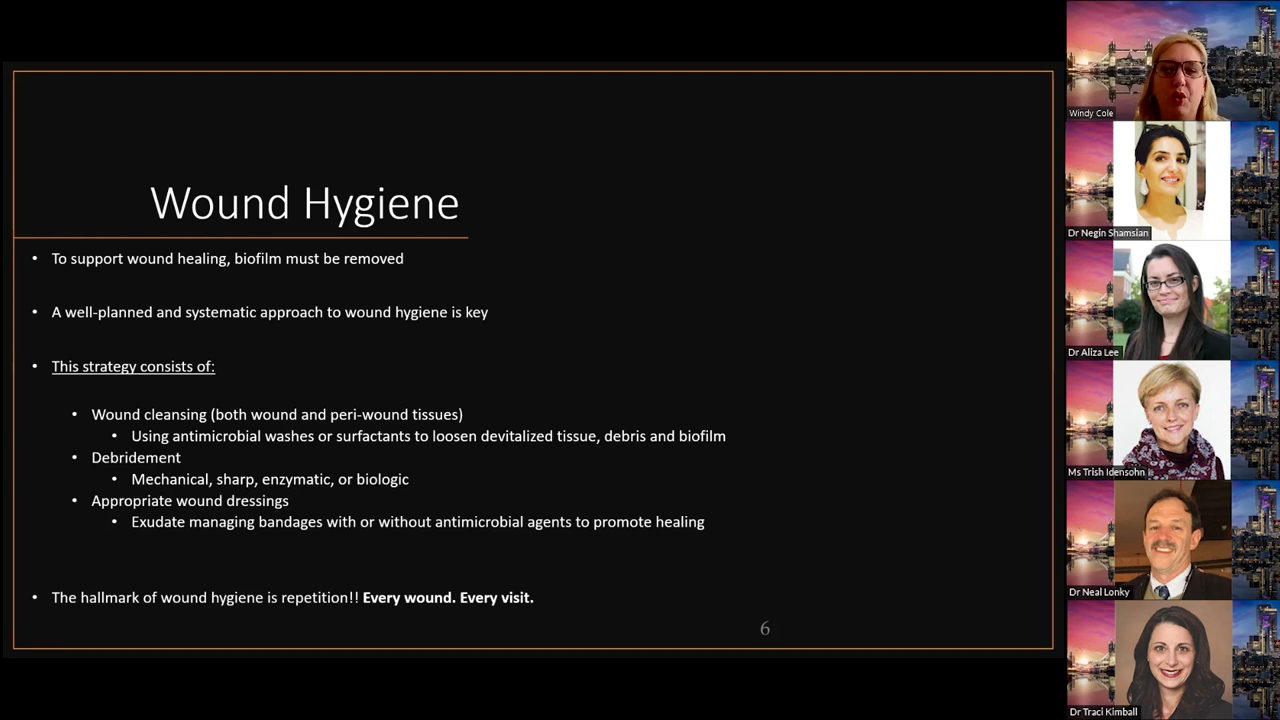 Wound Hygiene
• To support wound healing, biofilm must be removed
• A well-planned and systematic approach to wound hygiene is key
• This strategy consists of:
• Wound cleansing (both wound and peri-wound tissues)
• Using antimicrobial washes or surfactants to loosen devitalized tissue, debris and biofilm
• Debridement
• Mechanical, sharp, enzymatic, or biologic
• Appropriate wound dressings
• Exudate managing bandages with or without antimicrobial agents to promote healing
• The hallmark of wound hygiene is repetition!! Every wound. Every visit.
6
Windy Cole
Dr Negin Shamsian
Dr Aliza Lee
Ms Trish Idensohn
Dr Neal Lonky
Dr Traci Kimball